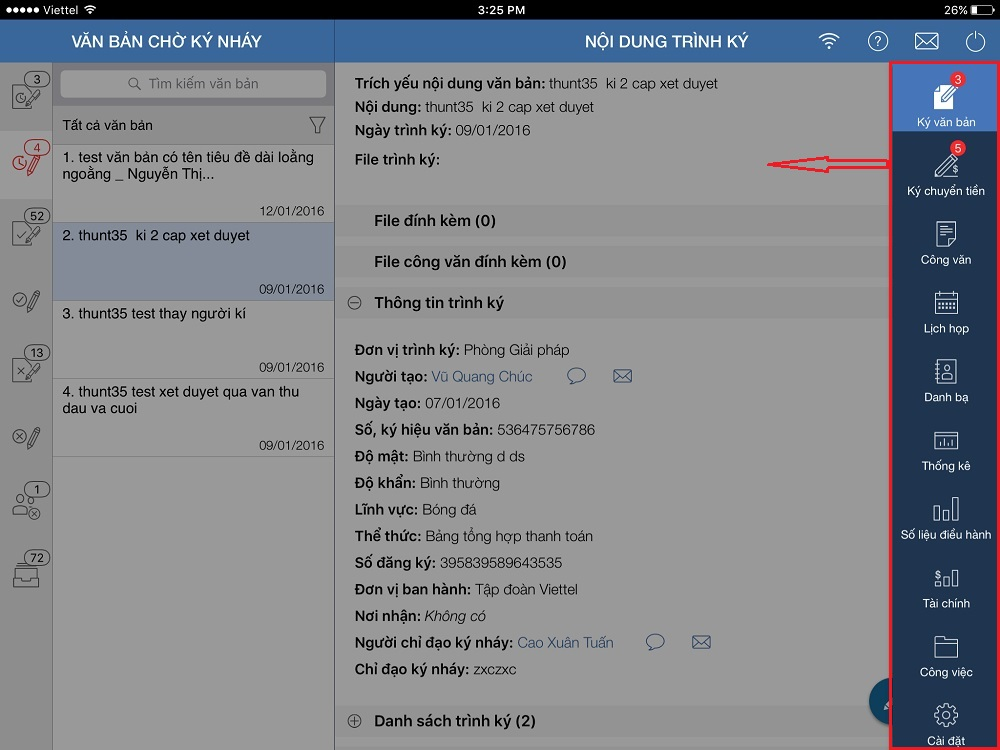 Viettel
3:25 PM
26%
VĂN BẢN CHỜ KÝ NHÁY
NỘI DUNG TRÌNH KÝ
3
4
52
13
1
72
Tìm kiếm văn bản
Tất cả văn bản
1. test văn bản có tên tiêu đề dài loằng
ngoằng _ Nguyễn Thị...
12/01/2016
2. thunt35 ki 2 cap xet duyet
09/01/2016
3. thunt35 test thay người kí
09/01/2016
4. thunt35 test xet duyet qua van thu
dau va cuoi
09/01/2016
Trích yếu nội dung văn bản: thunt35 ki 2 cap xet duyet
Nội dung: thunt35 ki 2 cap xet duyet
Ngày trình ký: 09/01/2016
File trình ký:
File đính kèm (0)
File công văn đính kèm (0)
Thông tin trình ký
Đơn vị trình ký: Phòng Giải pháp
Người tạo: Vũ Quang Chúc
Ngày tạo: 07/01/2016
Số, ký hiệu văn bản: 536475756786
Độ mật: Bình thường d ds
Độ khẩn: Bình thường
Lĩnh vực: Bóng đá
Thể thức: Bảng tổng hợp thanh toán
Số đăng ký: 395839589643535
Đơn vị ban hành: Tập đoàn Viettel
Nơi nhận: Không có
Người chỉ đạo ký nháy: Cao Xuân Tuấn
Chỉ đạo ký nháy: zxczxc
Danh sách trình ký (2)
3
Ký văn bản
5
Ký chuyển tiền
Công văn
Lịch họp
Danh bạ
Thống kê
Số liệu điều hành
Tài chính
Công việc
Cài đặt